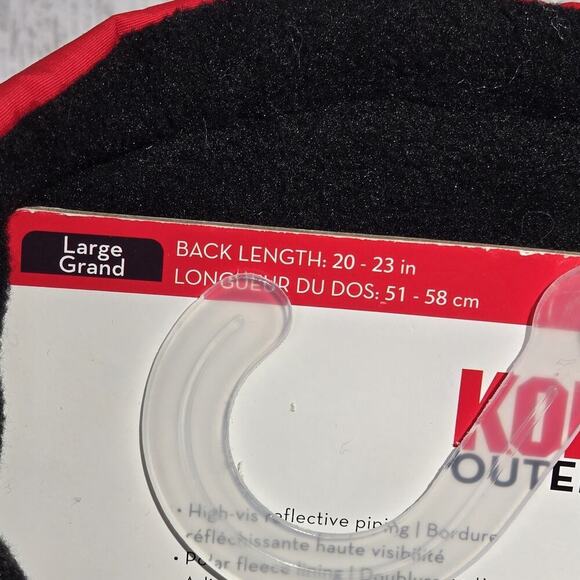 Large
Grand
BACK LENGTH: 20 - 23 in
LONGUEUR DU DOS: 51 - 58 cm
• High-vis reflective piping | Bordure
réfléchissante haute visibilité
• Polar fleece lining |